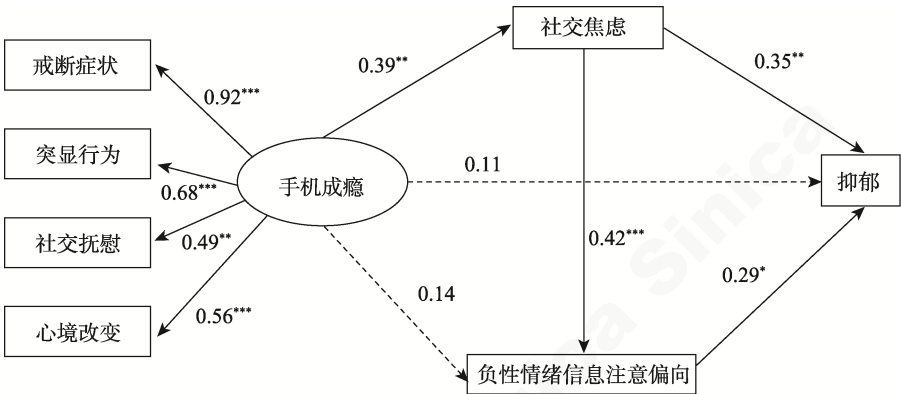 社交焦虑
戒断症状
0.39**
0.35**
0.92***
突显行为
0.11
手机成瘾
抑郁
0.68***
社交抚慰
0.49**
0.42***
0.29*
0.14
0.56***
心境改变
负性情绪信息注意偏向
ica Sinica